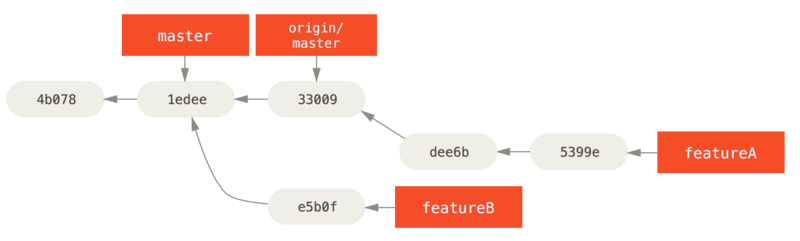 master
origin/
master
4b078
1edee
33009
dee6b
5399e
featureA
e5b0f
featureB